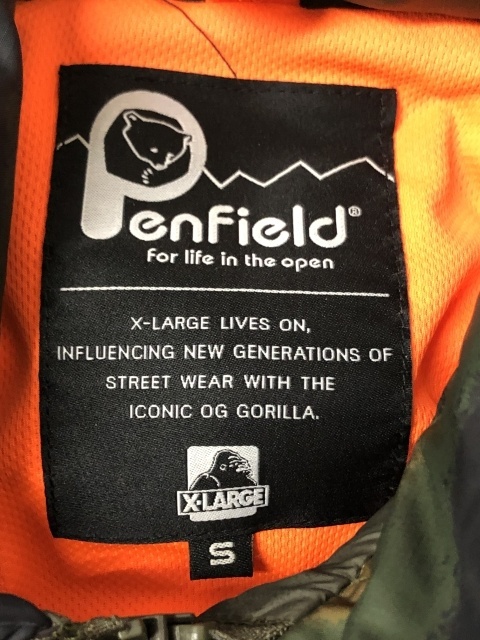 Penfield®
for life in the open
X-LARGE LIVES ON,
INFLUENCING NEW GENERATIONS OF
STREET WEAR WITH THE
ICONIC OG GORILLA.
X-LARGE
S